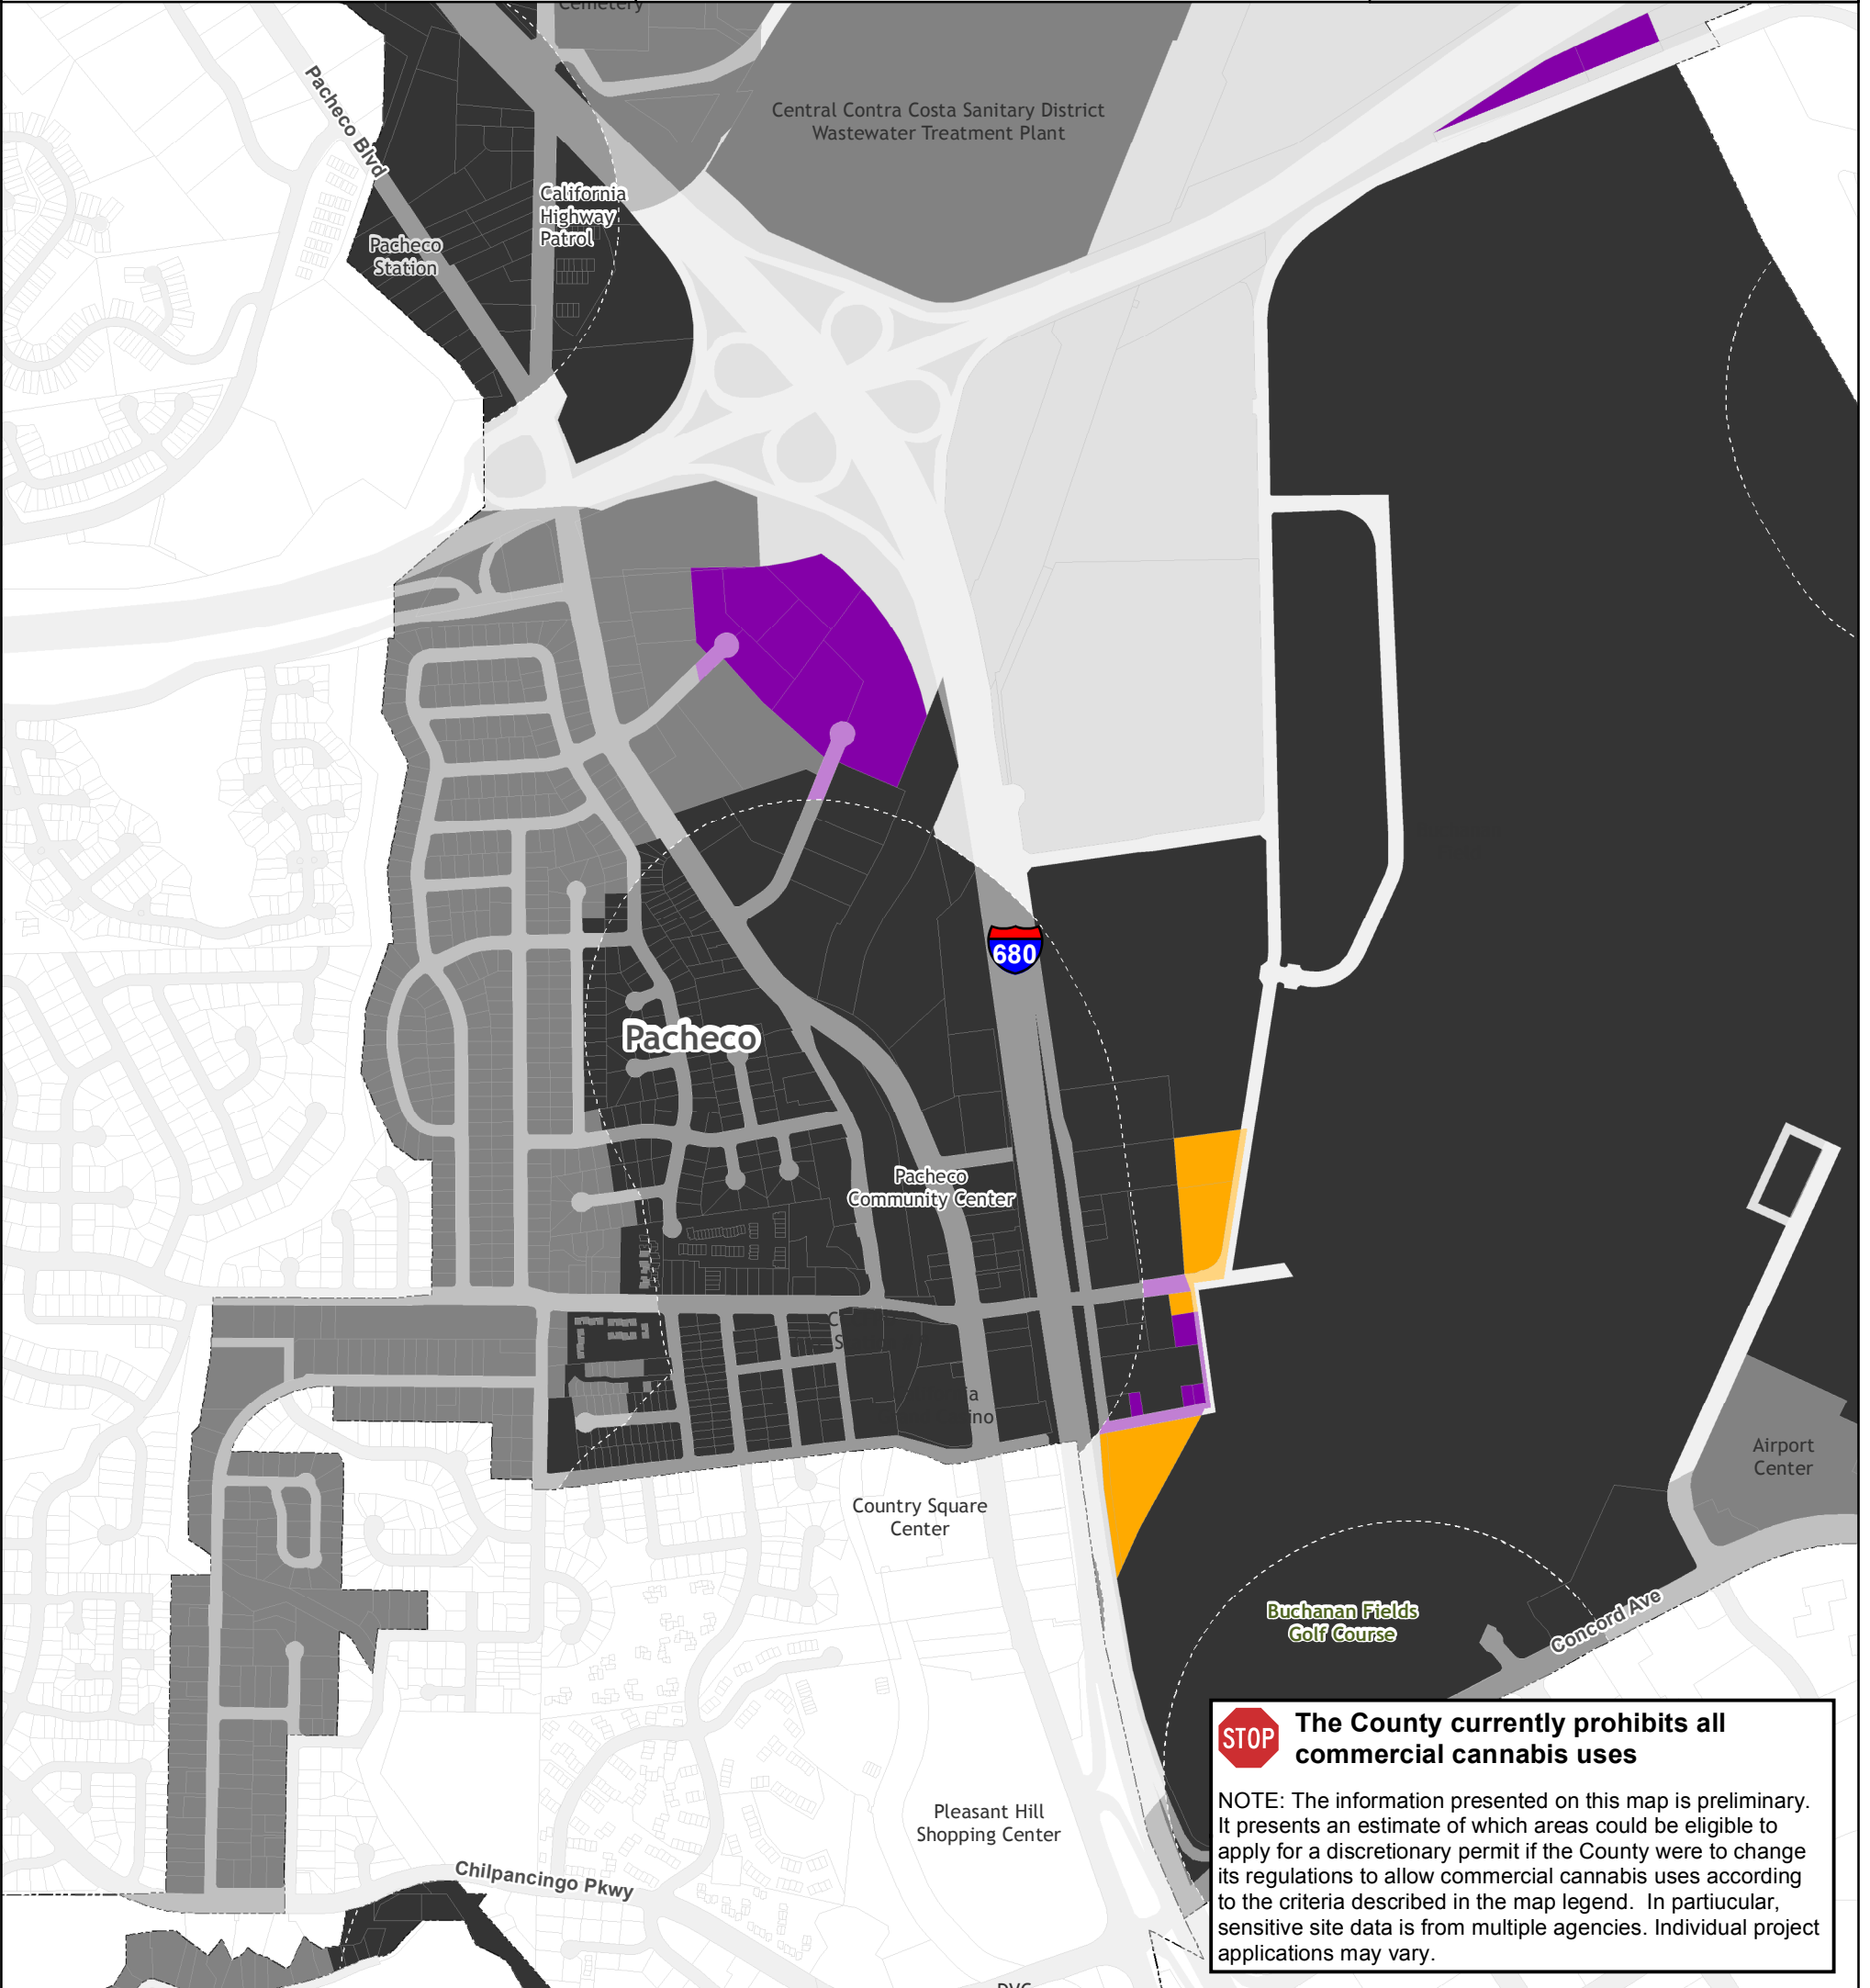 Cemetery
Central Contra Costa Sanitary District
Wastewater Treatment Plant
Pacheco Blvd
California
Highway
Patrol
Pacheco
Station
680
Pacheco
Pacheco
Community Center
Country Square
Center
Airport
Center
Buchanan Fields
Golf Course
Concord Ave
STOP
The County currently prohibits all
commercial cannabis uses
NOTE: The information presented on this map is preliminary.
It presents an estimate of which areas could be eligible to
apply for a discretionary permit if the County were to change
its regulations to allow commercial cannabis uses according
to the criteria described in the map legend. In partiucular,
sensitive site data is from multiple agencies. Individual project
applications may vary.
Pleasant Hill
Shopping Center
Chilpancingo Pkwy
DVC